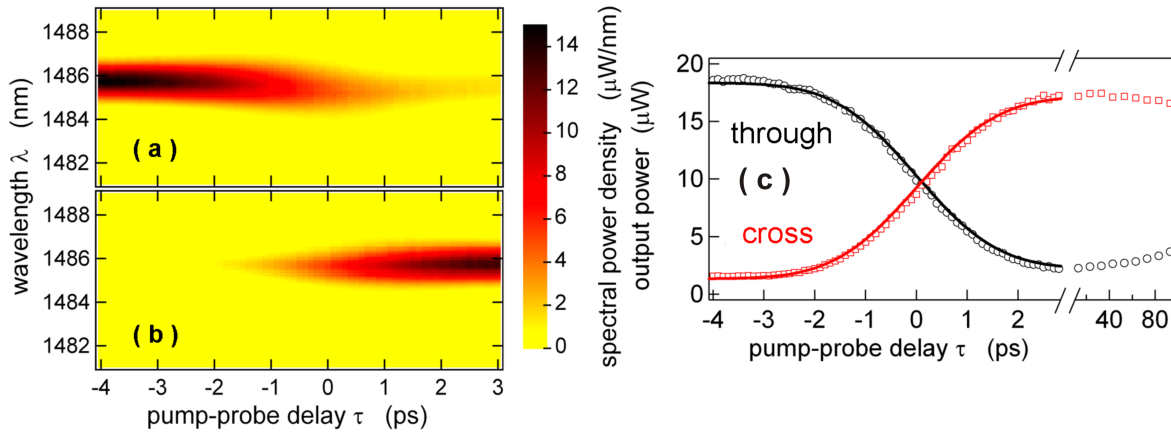 1488
1486
1484
1481
( a )
1488
1486
1484
1481
( b )
wavelength λ (nm)
-4 -3 -2 -1 0 1 2 3
pump-probe delay τ (ps)
14
12
10
8
6
4
2
0
spectral power density (μW/nm)
20
15
10
5
0
output power (μW)
through
( c )
cross
-4 -3 -2 -1 0 1 2 40 80
pump-probe delay τ (ps)